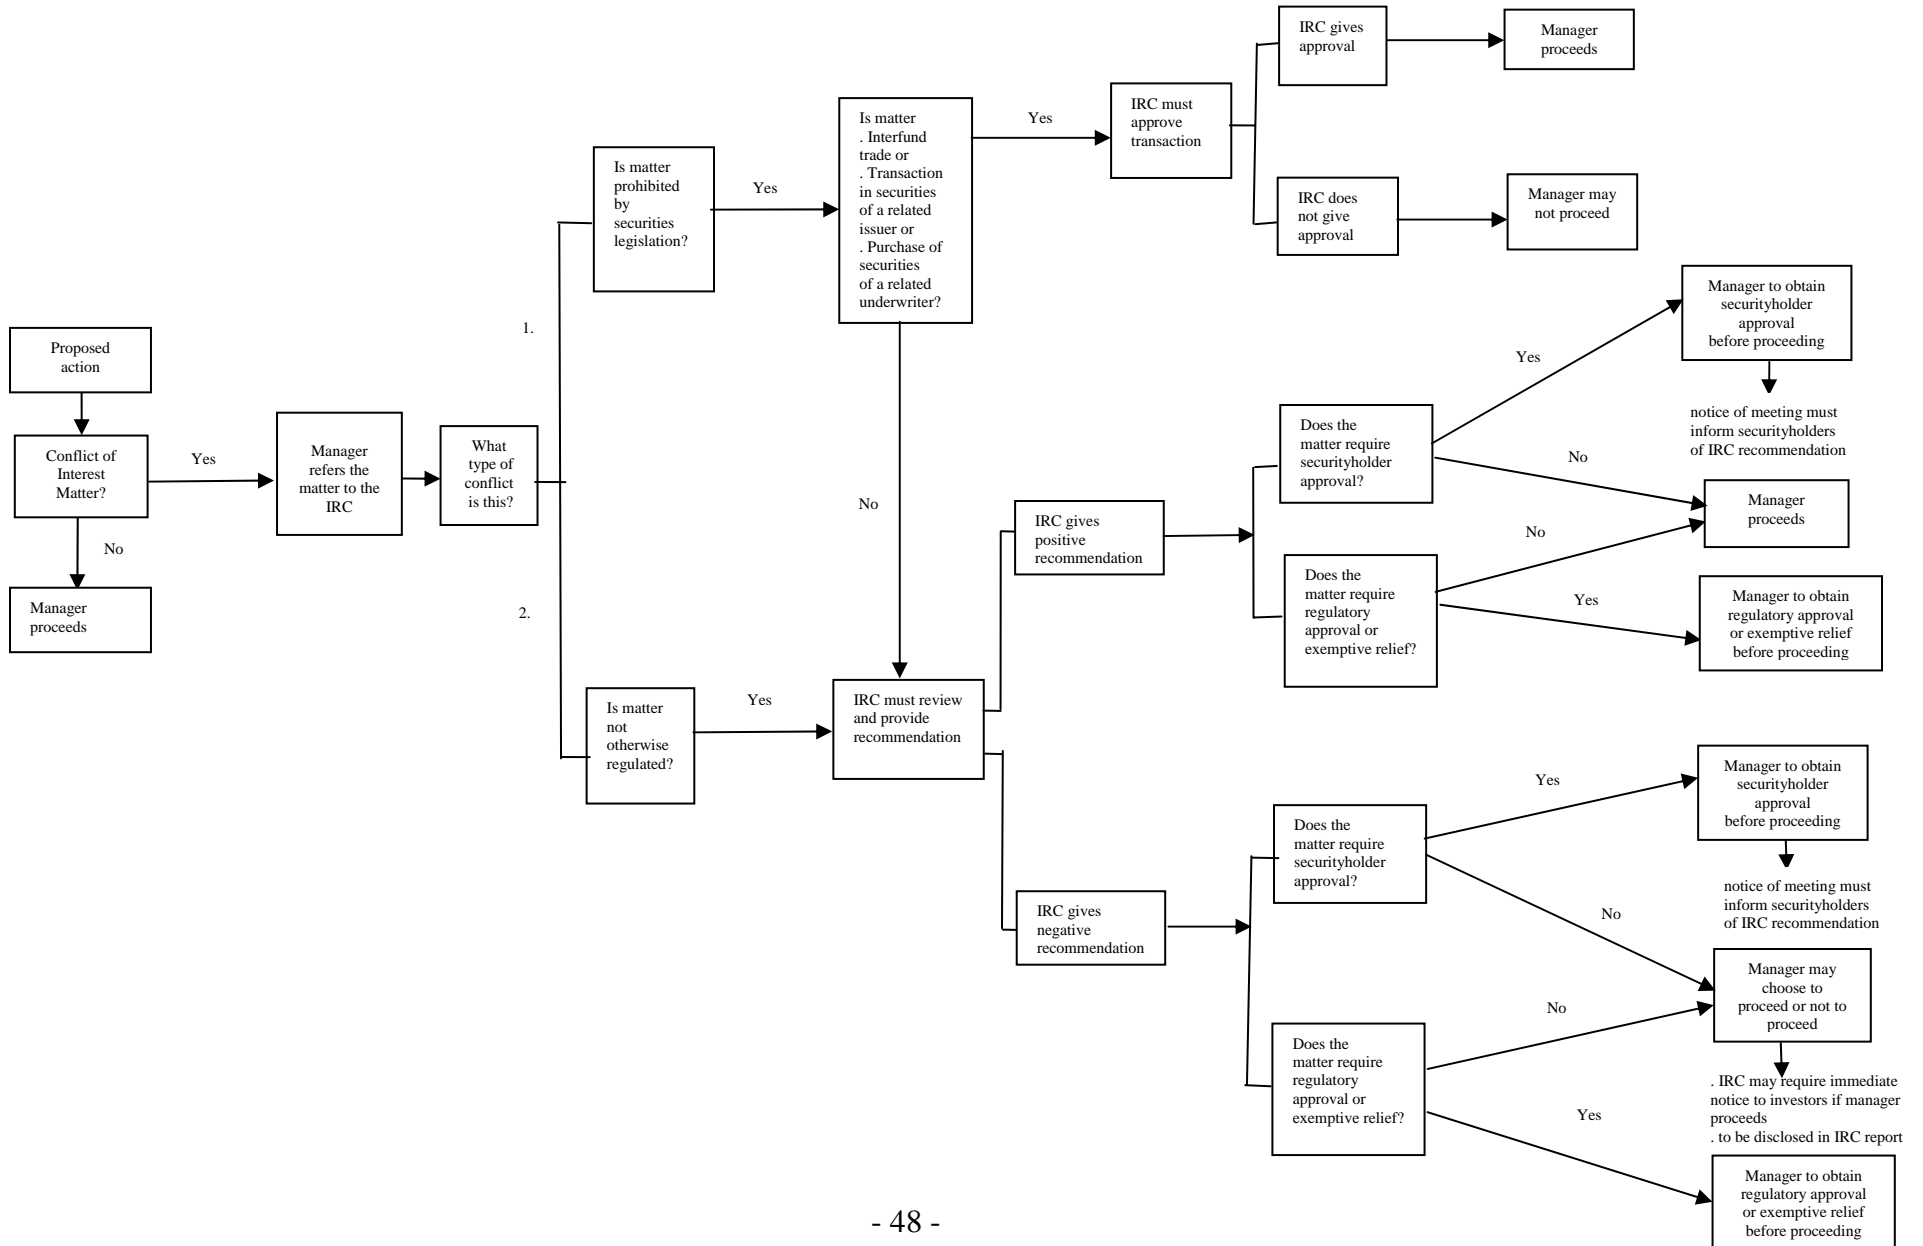 Proposed
action
Conflict of
Interest
Matter?
Yes
No
Manager
proceeds
Manager
refers the
matter to the
IRC
What
type of
conflict
is this?
1.
2.
Is matter
prohibited
by
securities
legislation?
Yes
Is matter
not
otherwise
regulated?
Yes
Is matter
. Interfund
trade or
. Transaction
in securities
of a related
issuer or
. Purchase of
securities
of a related
underwriter?
Yes
No
IRC must
approve
transaction
IRC gives
approval
Manager
proceeds
IRC does
not give
approval
Manager may
not proceed
IRC must review
and provide
recommendation
IRC gives
positive
recommendation
Does the
matter require
securityholder
approval?
Yes
No
Manager to obtain
securityholder
approval
before proceeding
notice of meeting must
inform securityholders
of IRC recommendation
Manager
proceeds
Does the
matter require
regulatory
approval or
exemptive relief?
No
Yes
Manager to obtain
regulatory approval
or exemptive relief
before proceeding
IRC gives
negative
recommendation
Does the
matter require
securityholder
approval?
Yes
No
Manager to obtain
securityholder
approval
before proceeding
notice of meeting must
inform securityholders
of IRC recommendation
Manager may
choose to
proceed or not to
proceed
. IRC may require immediate
notice to investors if manager
proceeds
. to be disclosed in IRC report
Does the
matter require
regulatory
approval or
exemptive relief?
No
Yes
Manager to obtain
regulatory approval
or exemptive relief
before proceeding
- 48 -